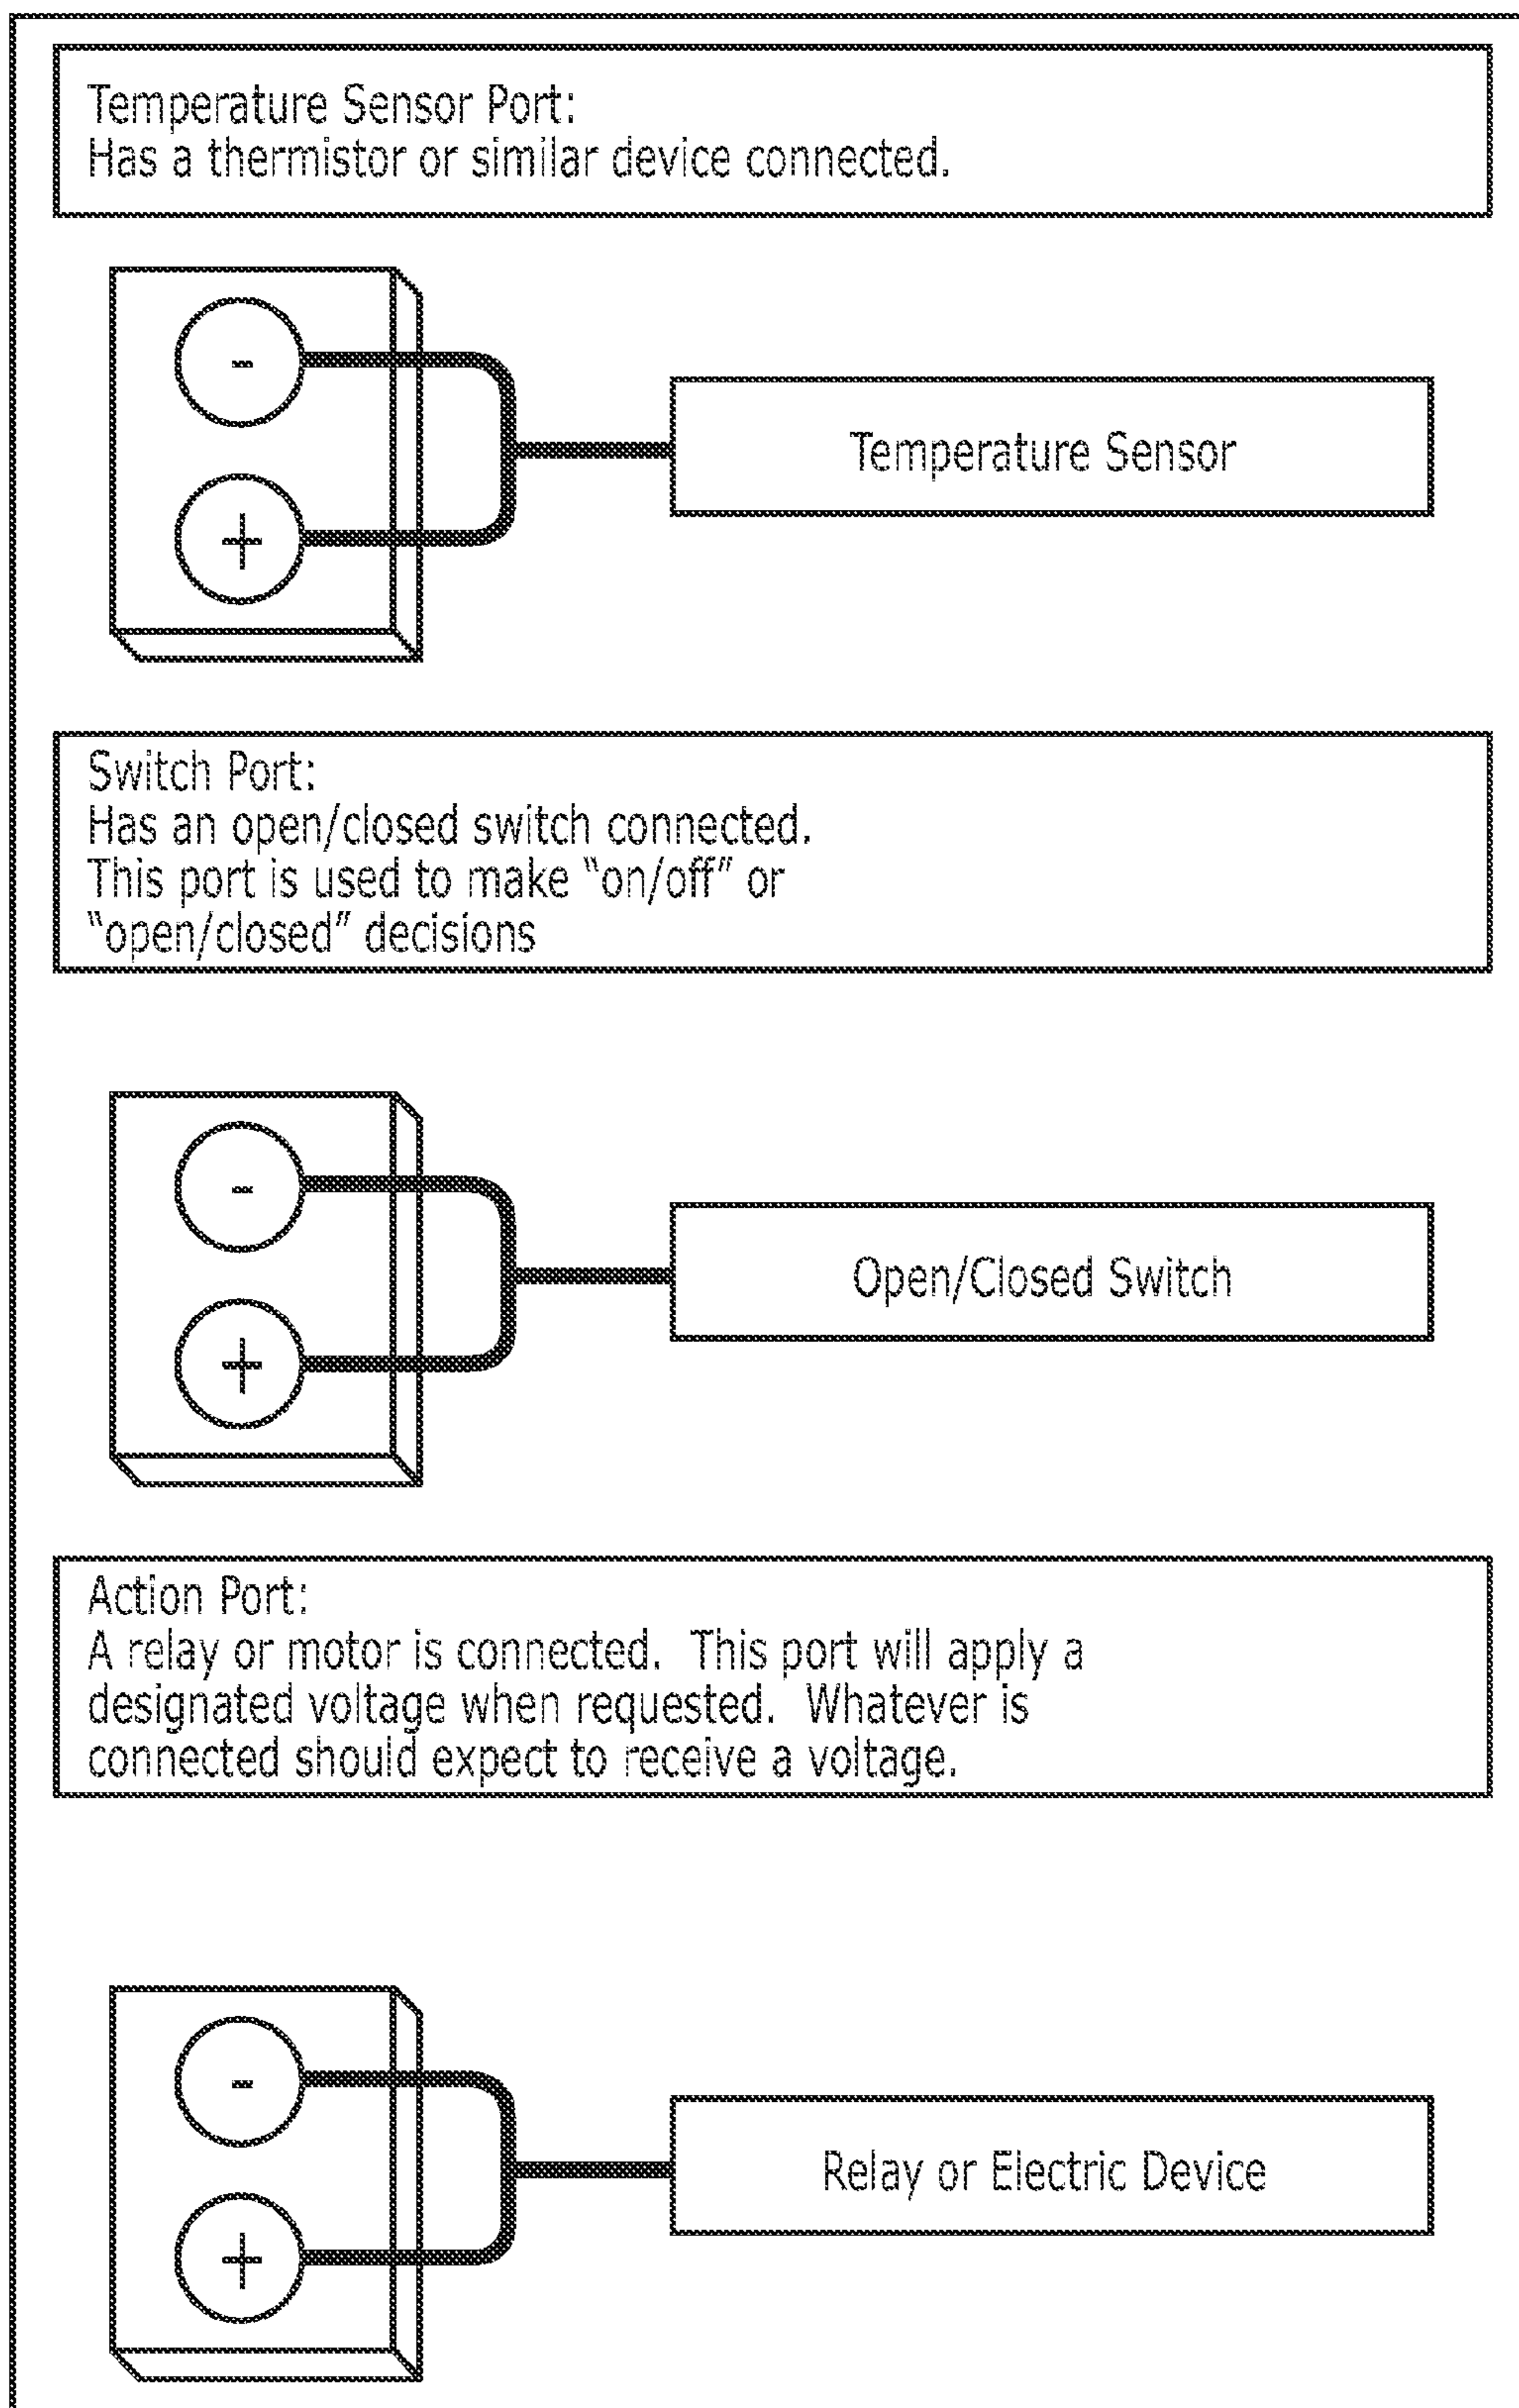 Temperature Sensor Port:
Has a thermistor or similar device connected.
-
Temperature Sensor
+
Switch Port:
Has an open/closed switch connected.
This port is used to make “on/off” or
“open/closed” decisions
-
Open/Closed Switch
+
Action Port:
A relay or motor is connected.  This port will apply a
designated voltage when requested.  Whatever is
connected should expect to receive a voltage.
-
Relay or Electric Device
+